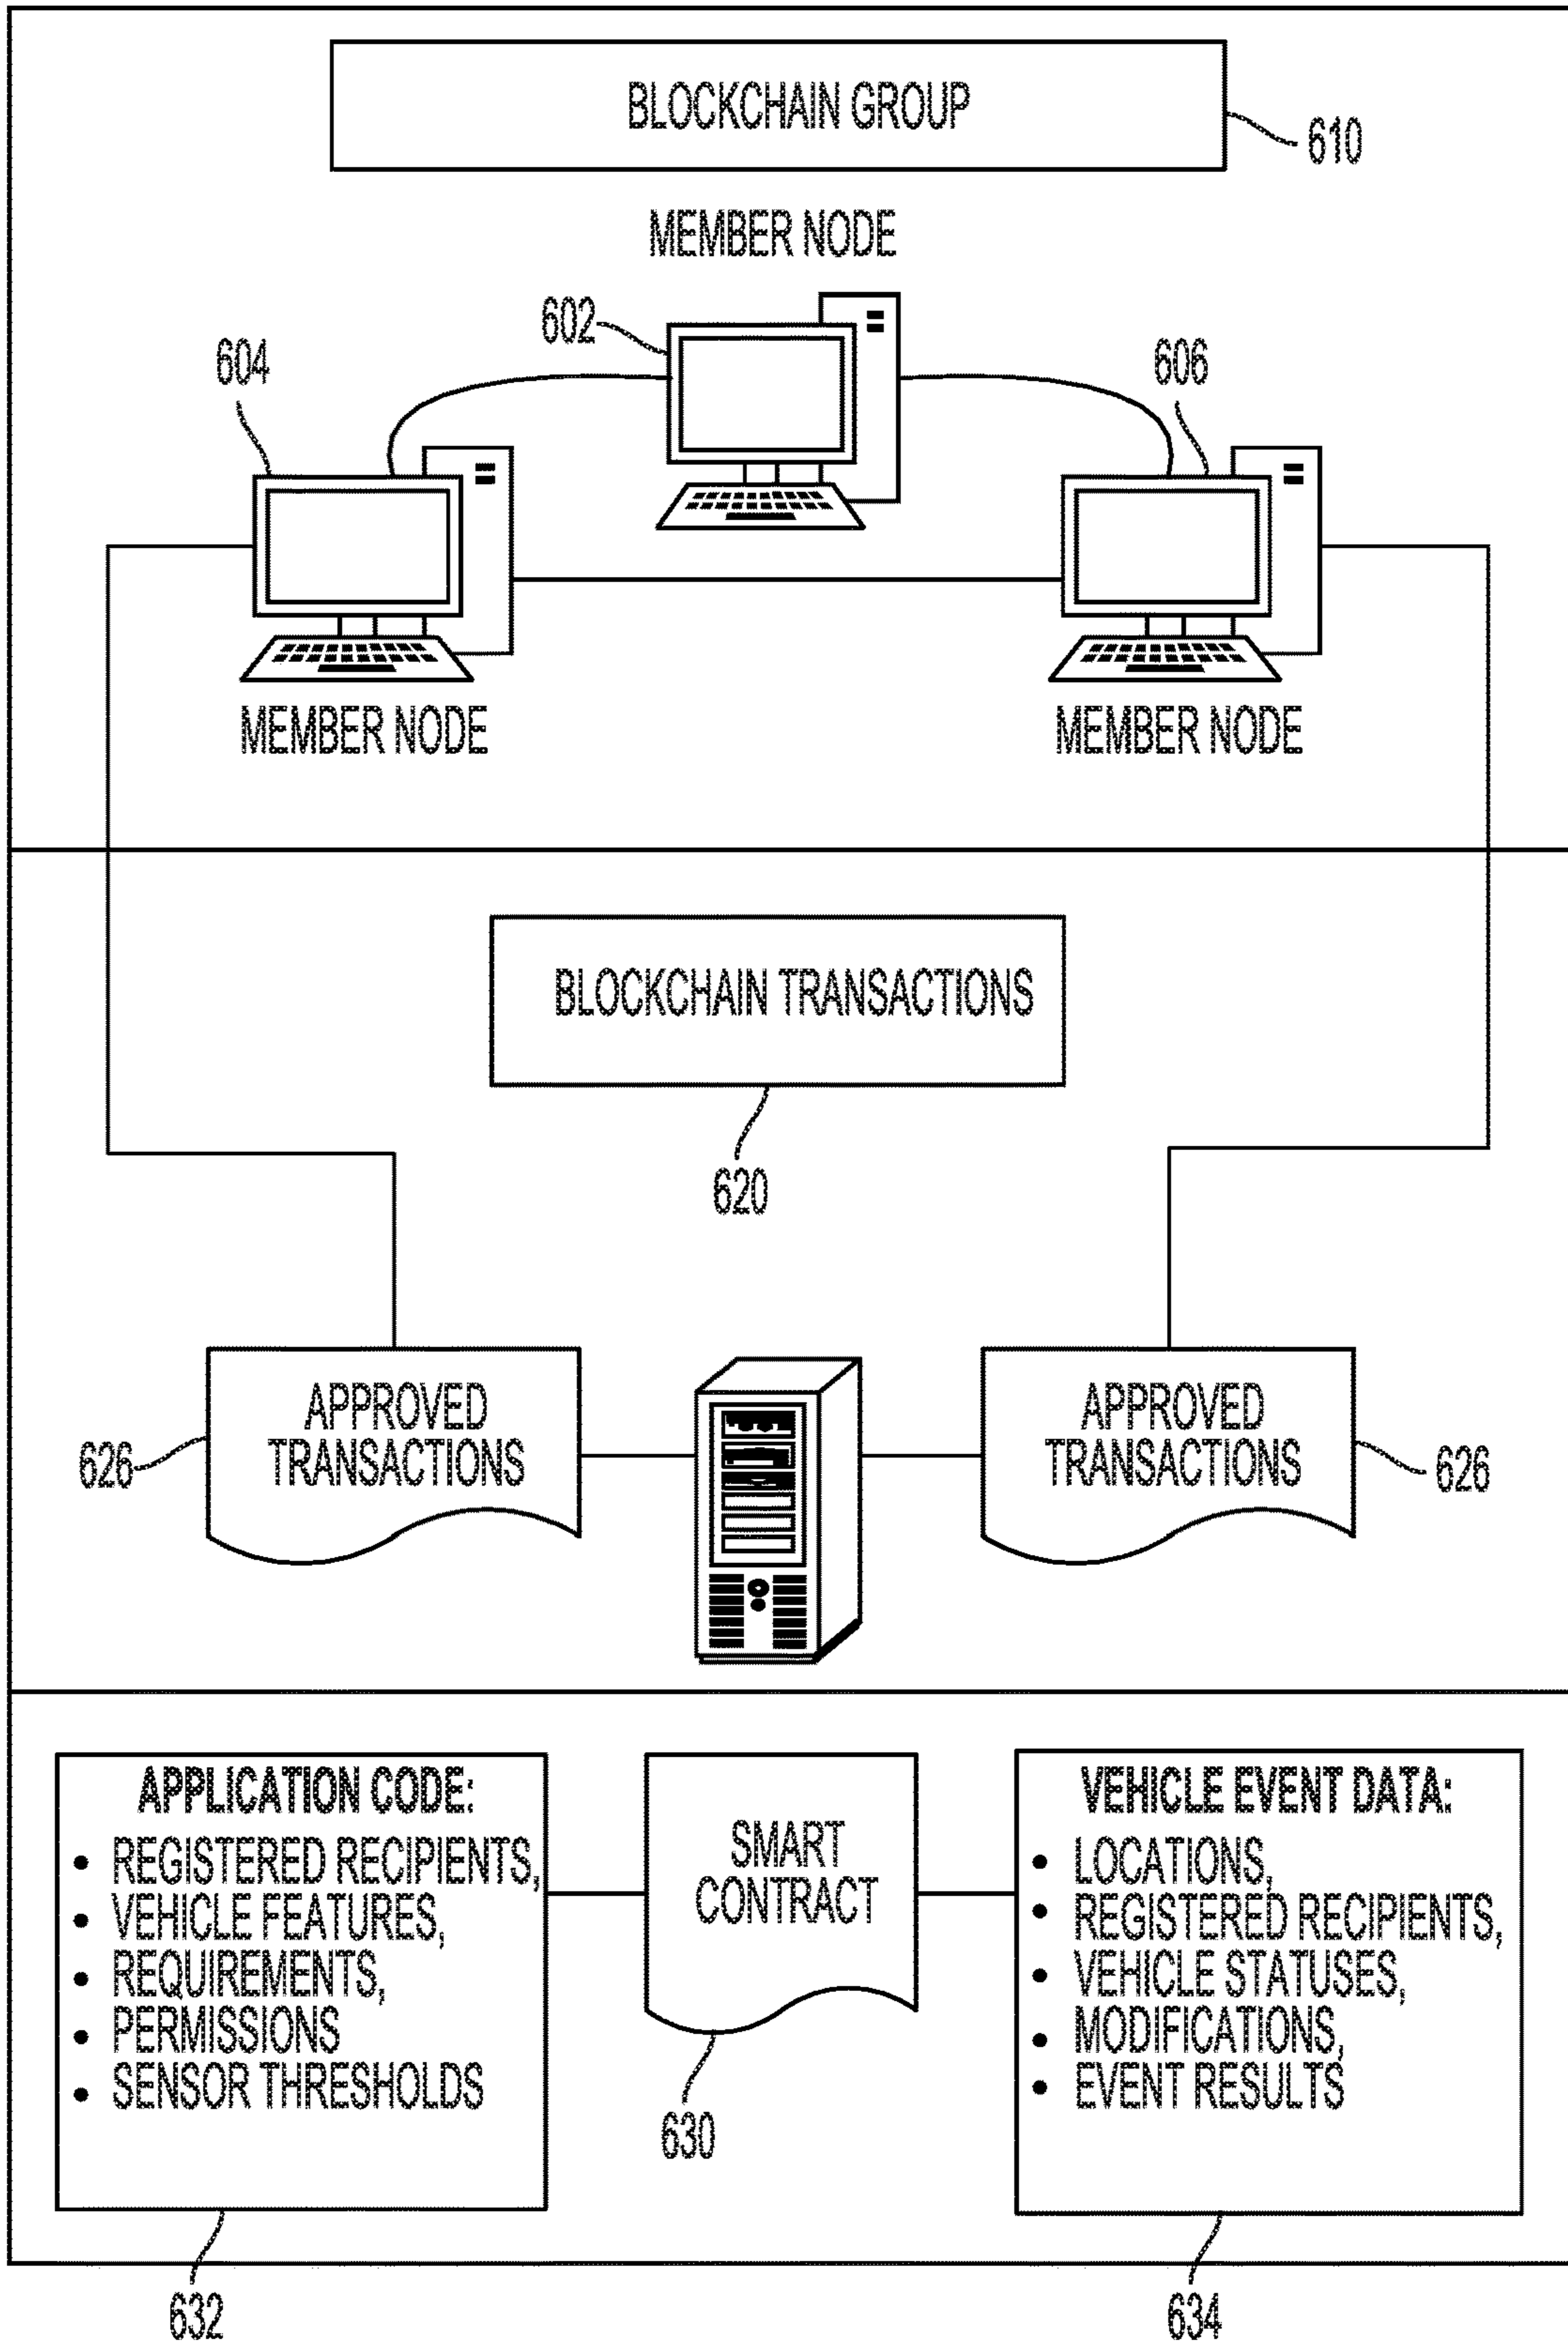 BLOCKCHAIN GROUP
610
MEMBER NODE
602
604
606
MEMBER NODE
MEMBER NODE
BLOCKCHAIN TRANSACTIONS
620
APPROVED
TRANSACTIONS
626
APPROVED
TRANSACTIONS
626
APPLICATION CODE:
• REGISTERED RECIPIENTS,
• VEHICLE FEATURES,
• REQUIREMENTS,
• PERMISSIONS
• SENSOR THRESHOLDS
632
SMART
CONTRACT
630
VEHICLE EVENT DATA:
• LOCATIONS,
• REGISTERED RECIPIENTS,
• VEHICLE STATUSES,
• MODIFICATIONS,
• EVENT RESULTS
634